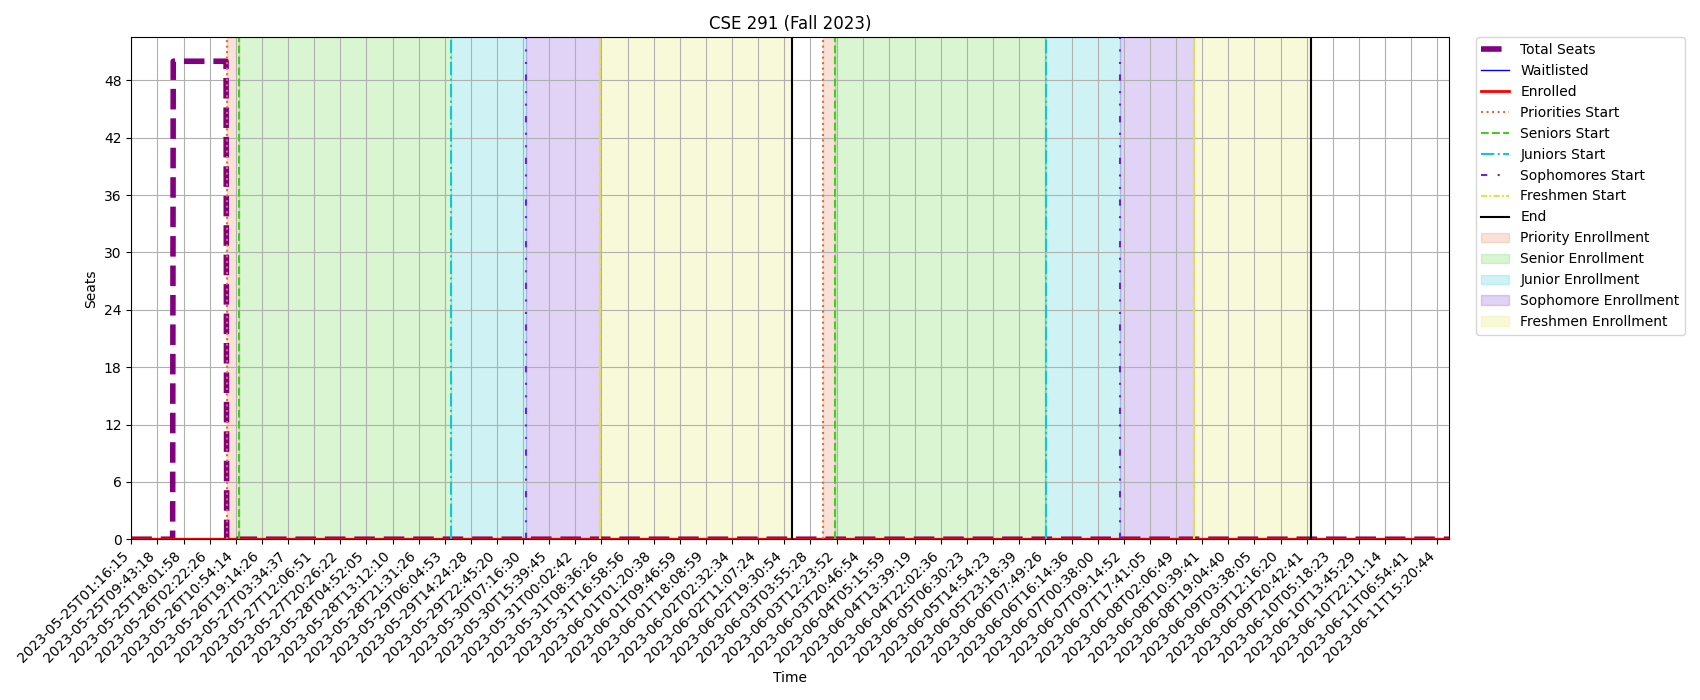 CSE 291 (Fall 2023)
Seats
48
42
36
30
24
18
12
6
0
2023-05-25T01:16:15
2023-05-25T09:43:18
2023-05-25T18:01:58
2023-05-26T02:22:26
2023-05-26T10:54:14
2023-05-26T19:14:26
2023-05-27T03:34:37
2023-05-27T12:06:51
2023-05-27T20:26:22
2023-05-28T04:52:05
2023-05-28T13:12:10
2023-05-28T21:31:26
2023-05-29T06:04:53
2023-05-29T14:24:28
2023-05-29T22:45:20
2023-05-30T07:16:30
2023-05-30T15:39:45
2023-05-31T00:02:42
2023-05-31T08:36:26
2023-05-31T16:58:56
2023-06-01T01:20:38
2023-06-01T09:46:59
2023-06-01T18:08:59
2023-06-02T02:32:34
2023-06-02T11:07:24
2023-06-02T19:30:54
2023-06-03T03:55:28
2023-06-03T12:23:52
2023-06-03T20:46:54
2023-06-04T05:15:59
2023-06-04T13:39:19
2023-06-04T22:02:36
2023-06-05T06:30:23
2023-06-05T14:54:23
2023-06-05T23:18:39
2023-06-06T07:49:26
2023-06-06T16:14:36
2023-06-07T00:38:00
2023-06-07T09:14:52
2023-06-07T17:41:05
2023-06-08T02:06:49
2023-06-08T10:39:41
2023-06-08T19:04:40
2023-06-09T03:38:05
2023-06-09T12:16:20
2023-06-09T20:42:41
2023-06-10T05:18:23
2023-06-10T13:45:29
2023-06-10T22:11:14
2023-06-11T06:54:41
2023-06-11T15:20:44
Time
Total Seats
Waitlisted
Enrolled
Priorities Start
Seniors Start
Juniors Start
Sophomores Start
Freshmen Start
End
Priority Enrollment
Senior Enrollment
Junior Enrollment
Sophomore Enrollment
Freshmen Enrollment